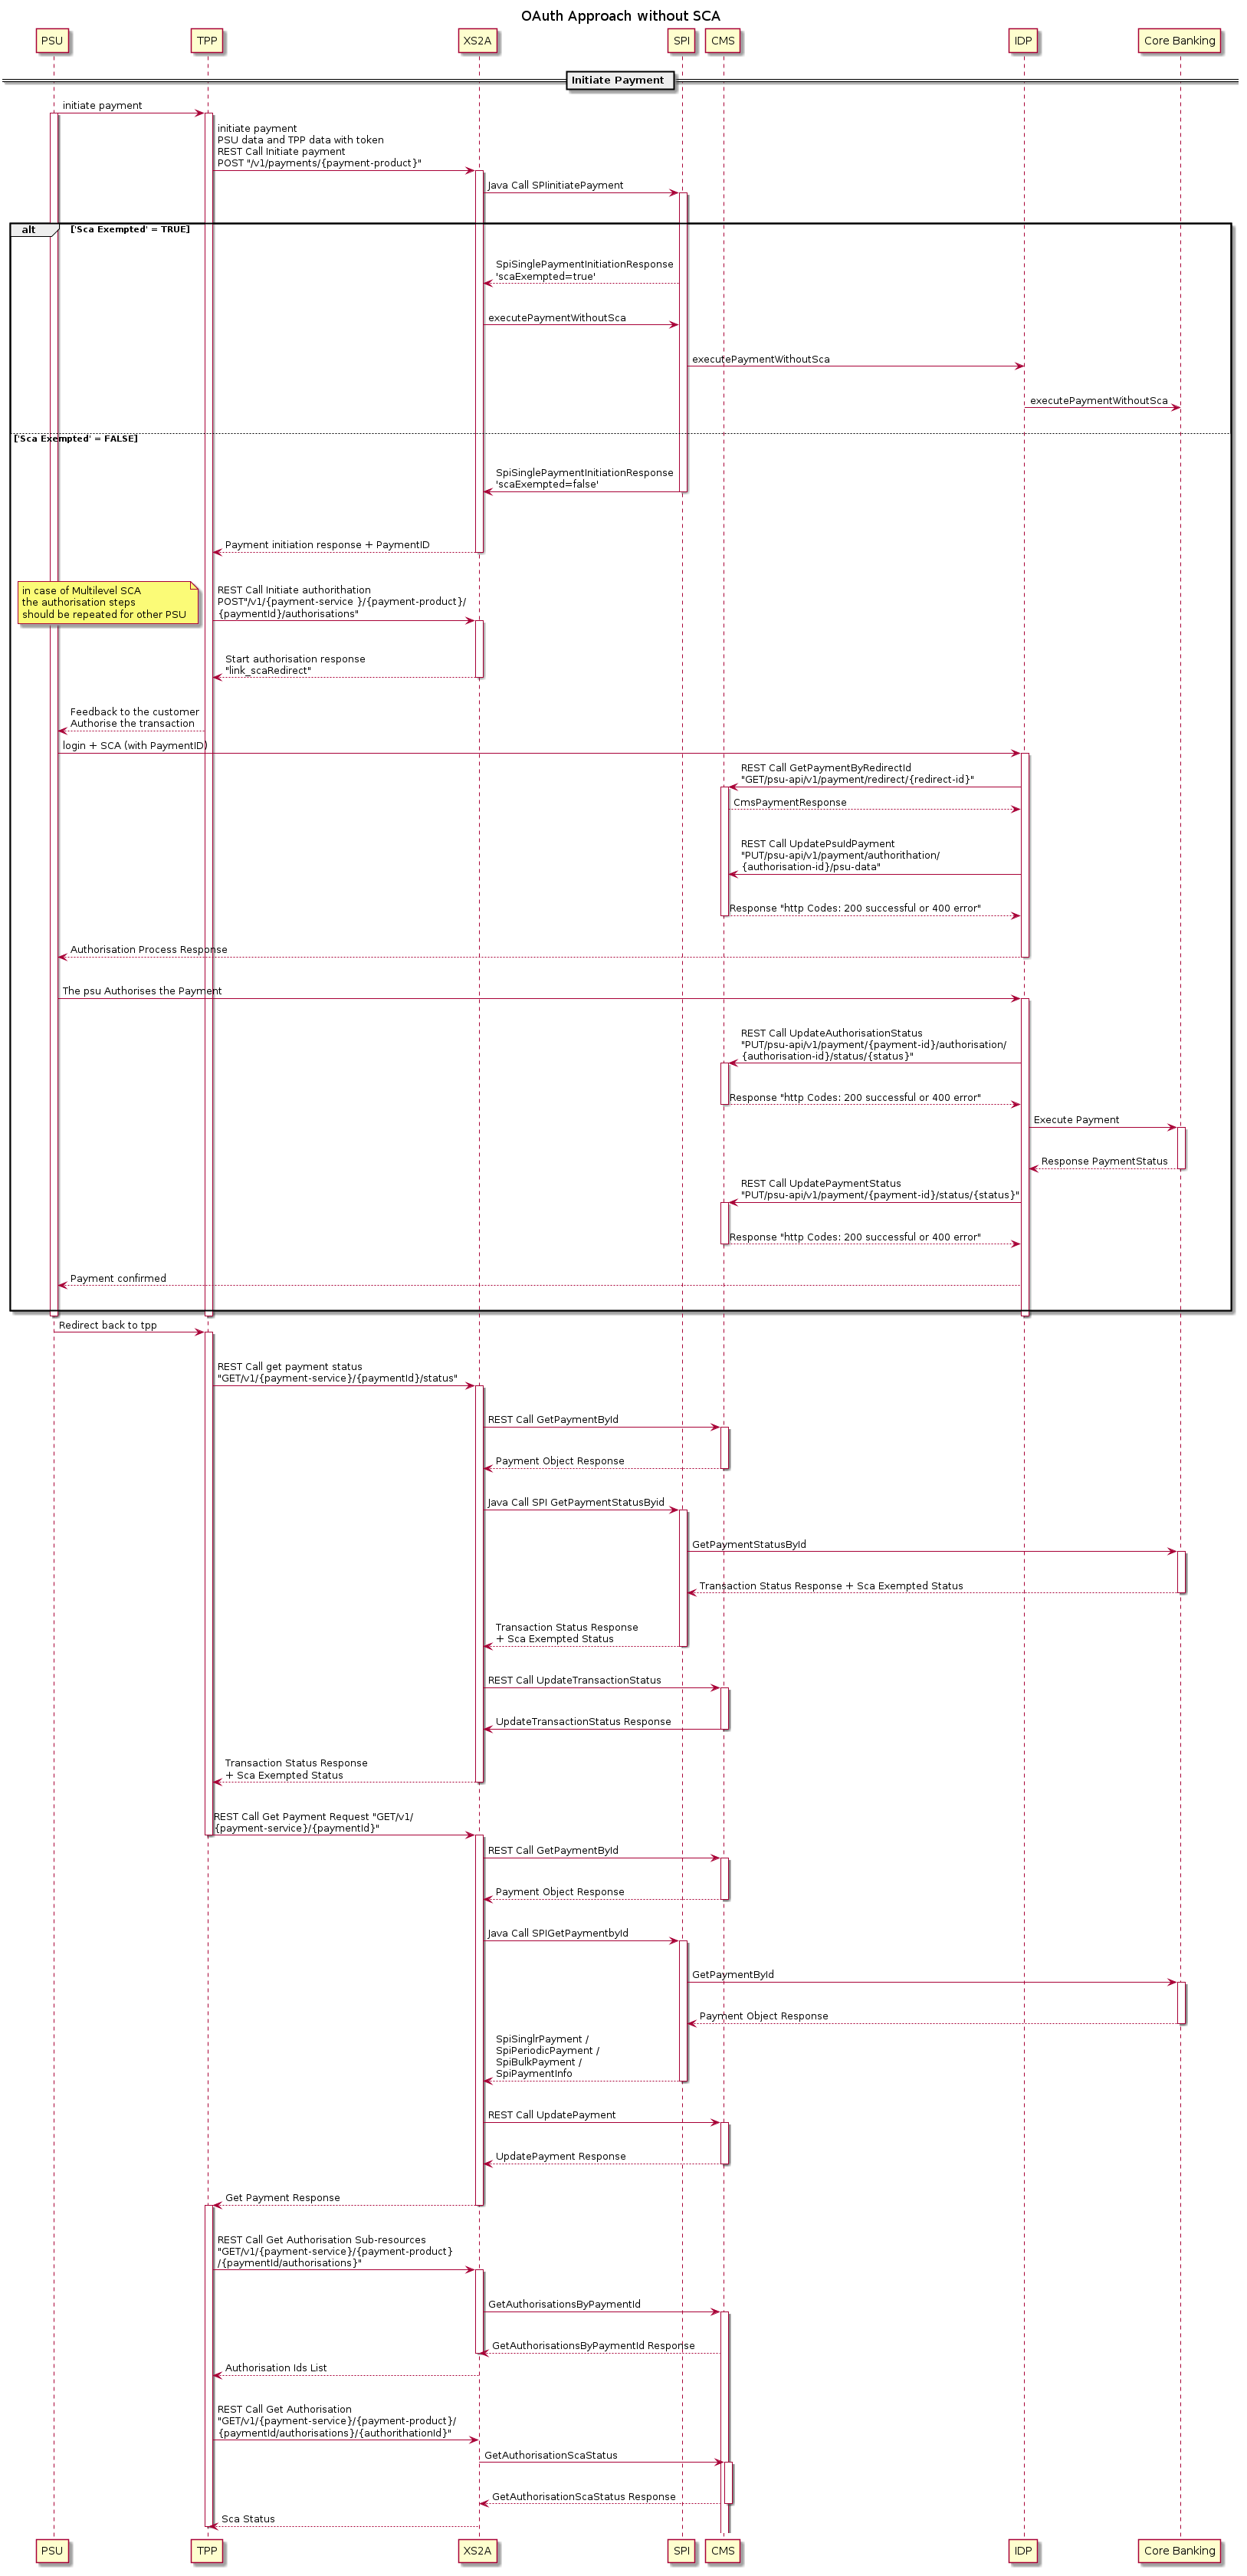 OAuth Approach without SCA
PSU
TPP
XS2A
SPI
CMS
IDP
Core Banking
Initiate Payment
initiate payment
initiate payment
PSU data and TPP data with token
REST Call Initiate payment
POST "/v1/payments/{payment-product}"
Java Call SPIinitiatePayment
alt
['Sca Exempted' = TRUE]
SpiSinglePaymentInitiationResponse
'scaExempted=true'
executePaymentWithoutSca
executePaymentWithoutSca
executePaymentWithoutSca
['Sca Exempted' = FALSE]
SpiSinglePaymentInitiationResponse
'scaExempted=false'
Payment initiation response + PaymentID
in case of Multilevel SCA
the authorisation steps
should be repeated for other PSU
REST Call Initiate authorithation
POST"/v1/{payment-service }/{payment-product}/
{paymentId}/authorisations"
Start authorisation response
"link_scaRedirect"
Feedback to the customer
Authorise the transaction
login + SCA (with PaymentID)
REST Call GetPaymentByRedirectId
"GET/psu-api/v1/payment/redirect/{redirect-id}"
CmsPaymentResponse
REST Call UpdatePsuIdPayment
"PUT/psu-api/v1/payment/authorithation/
{authorisation-id}/psu-data"
Response "http Codes: 200 successful or 400 error"
Authorisation Process Response
The psu Authorises the Payment
REST Call UpdateAuthorisationStatus
"PUT/psu-api/v1/payment/{payment-id}/authorisation/
{authorisation-id}/status/{status}"
Response "http Codes: 200 successful or 400 error"
Execute Payment
Response PaymentStatus
REST Call UpdatePaymentStatus
"PUT/psu-api/v1/payment/{payment-id}/status/{status}"
Response "http Codes: 200 successful or 400 error"
Payment confirmed
Redirect back to tpp
REST Call get payment status
"GET/v1/{payment-service}/{paymentId}/status"
REST Call GetPaymentById
Payment Object Response
Java Call SPI GetPaymentStatusByid
GetPaymentStatusById
Transaction Status Response + Sca Exempted Status
Transaction Status Response
+ Sca Exempted Status
REST Call UpdateTransactionStatus
UpdateTransactionStatus Response
Transaction Status Response
+ Sca Exempted Status
REST Call Get Payment Request "GET/v1/
{payment-service}/{paymentId}"
REST Call GetPaymentById
Payment Object Response
Java Call SPIGetPaymentbyId
GetPaymentById
Payment Object Response
SpiSinglrPayment /
SpiPeriodicPayment /
SpiBulkPayment /
SpiPaymentInfo
REST Call UpdatePayment
UpdatePayment Response
Get Payment Response
REST Call Get Authorisation Sub-resources
"GET/v1/{payment-service}/{payment-product}
/{paymentId/authorisations}"
GetAuthorisationsByPaymentId
GetAuthorisationsByPaymentId Response
Authorisation Ids List
REST Call Get Authorisation
"GET/v1/{payment-service}/{payment-product}/
{paymentId/authorisations}/{authorithationId}"
GetAuthorisationScaStatus
GetAuthorisationScaStatus Response
Sca Status
PSU
TPP
XS2A
SPI
CMS
IDP
Core Banking